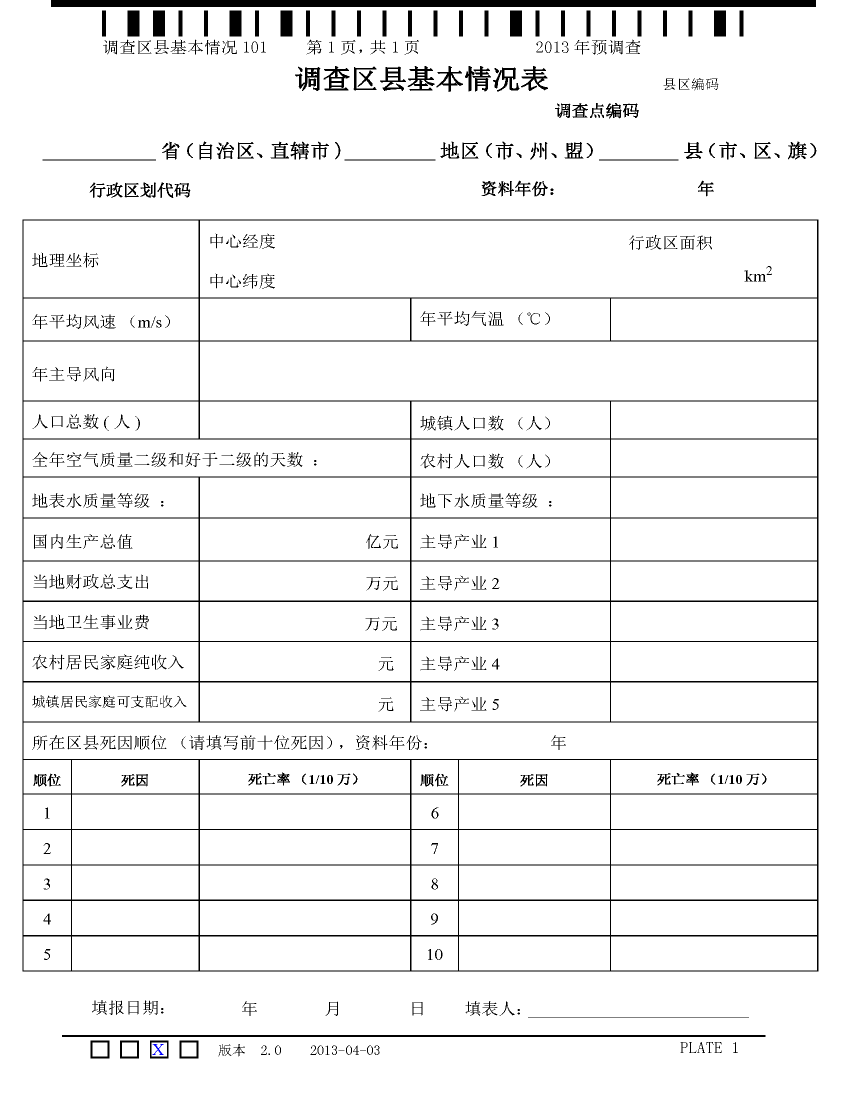 调查区县基本情况 101 第 1 页, 共 1 页 2013 年预调查
调查区县基本情况表 县区编码
调查点编码
省（自治区、直辖市）地区（市、州、盟）县（市、区、旗）
行政区划代码 资料年份： 年
地理坐标 中心经度 行政区面积
中心纬度 km²
年平均风速 （m/s） 年平均气温 （℃）
年主导风向
人口总数 ( 人 ) 城镇人口数 （人）
全年空气质量二级和好于二级的天数 ： 农村人口数 （人）
地表水质量等级 ： 地下水质量等级 ：
国内生产总值 亿元 主导产业 1
当地财政总支出 万元 主导产业 2
当地卫生事业费 万元 主导产业 3
农村居民家庭纯收入 元 主导产业 4
城镇居民家庭可支配收入 元 主导产业 5
所在区县死因顺位 （请填写前十位死因），资料年份： 年
顺位 死因 死亡率 （1/10 万） 顺位 死因 死亡率 （1/10 万）
1 6
2 7
3 8
4 9
5 10
填报日期： 年 月 日 填表人：
X 版本 2.0 2013-04-03 PLATE 1